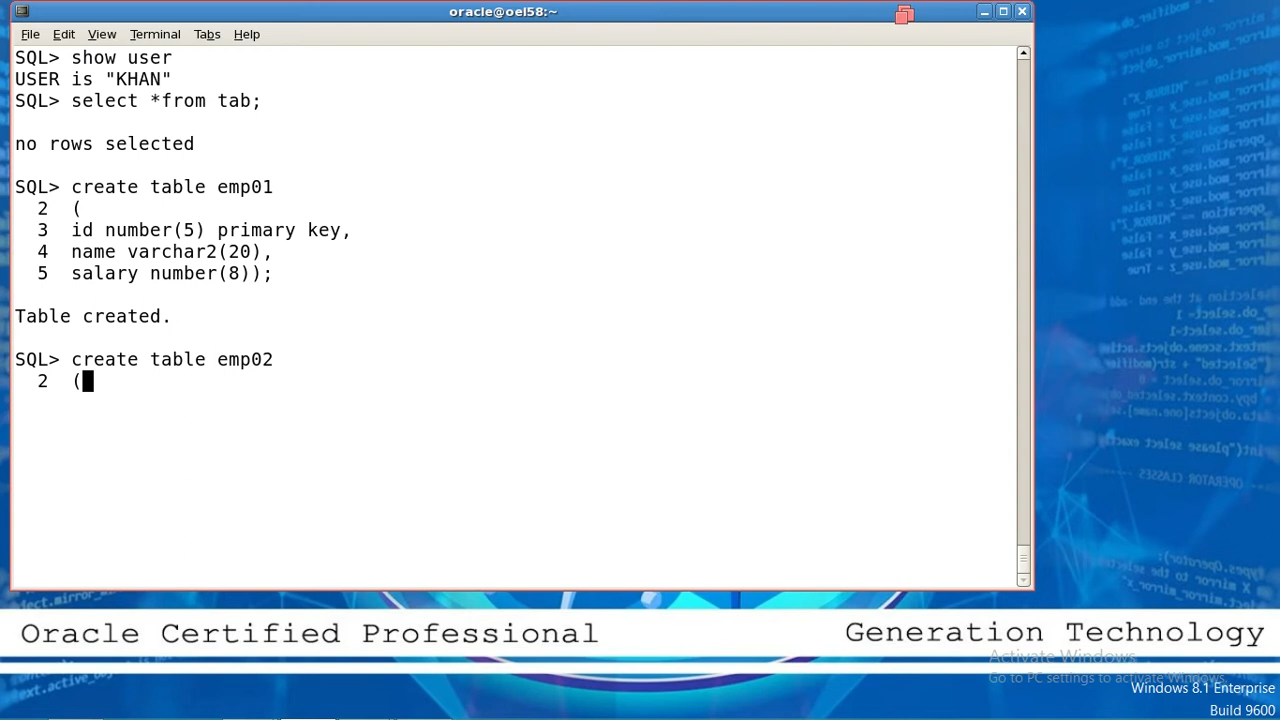 oracle@oel58:~
File Edit View Terminal Tabs Help
SQL> show user
USER is "KHAN"
SQL> select *from tab;
no rows selected
SQL> create table emp01
2 (
3 id number(5) primary key,
4 name varchar2(20),
5 salary number(8));
Table created.
SQL> create table emp02
2 (
Oracle Certified Professional
Generation Technology
Activate Windows
Go to PC settings to activate Windows.
Windows 8.1 Enterprise
Build 9600